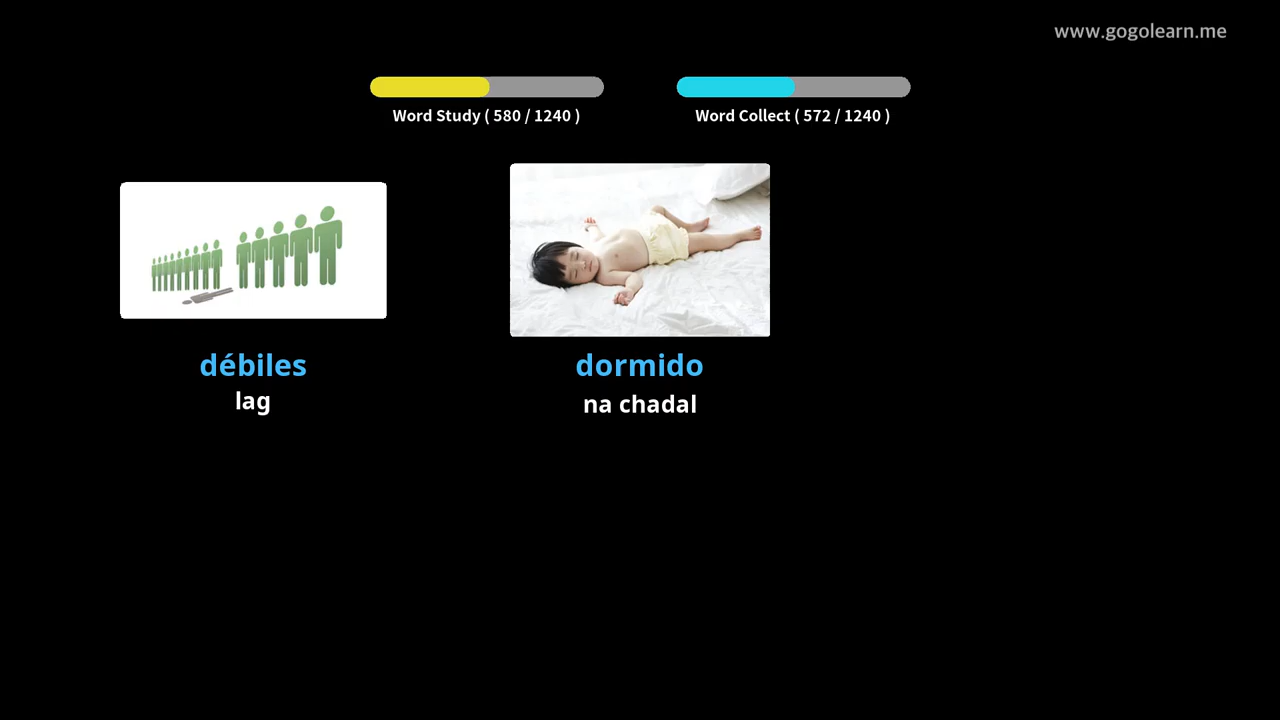 www.gogolearn.me
Word Study ( 580 / 1240 )
Word Collect ( 572 / 1240 )
débiles
lag
dormido
na chadal